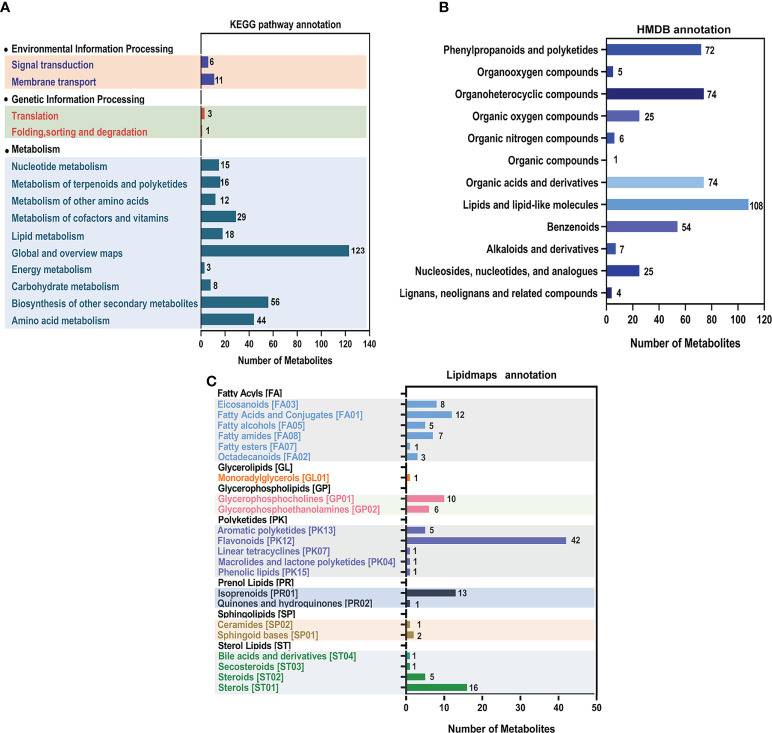 A
KEGG pathway annotation
• Environmental Information Processing
Signal transduction 6
Membrane transport 11
• Genetic Information Processing
Translation 3
Folding,sorting and degradation 1
• Metabolism
Nucleotide metabolism 15
Metabolism of terpenoids and polyketides 16
Metabolism of other amino acids 12
Metabolism of cofactors and vitamins 29
Lipid metabolism 18
Global and overview maps 123
Energy metabolism 3
Carbohydrate metabolism 8
Biosynthesis of other secondary metabolites 56
Amino acid metabolism 44
0 20 40 60 80 100 120 140
Number of Metabolites
B
HMDB annotation
Phenylpropanoids and polyketides 72
Organooxygen compounds 5
Organoheterocyclic compounds 74
Organic oxygen compounds 25
Organic nitrogen compounds 6
Organic compounds 1
Organic acids and derivatives 74
Lipids and lipid-like molecules 108
Benzenoids 54
Alkaloids and derivatives 7
Nucleosides, nucleotides, and analogues 25
Lignans, neolignans and related compounds 4
0 20 40 60 80 100 120
Number of Metabolites
C
Lipidmaps annotation
Fatty Acyls [FA]
Eicosanoids [FA03] 8
Fatty Acids and Conjugates [FA01] 12
Fatty alcohols [FA05] 5
Fatty amides [FA08] 7
Fatty esters [FA07] 1
Octadecanoids [FA02] 3
Glycerolipids [GL]
Monoradylglycerols [GL01] 1
Glycerophospholipids [GP]
Glycerophosphocholines [GP01] 10
Glycerophosphoethanolamines [GP02] 6
Polyketides [PK]
Aromatic polyketides [PK13] 5
Flavonoids [PK12] 42
Linear tetracyclines [PK07] 1
Macrolides and lactone polyketides [PK04] 1
Phenolic lipids [PK15] 1
Prenol Lipids [PR]
Isoprenoids [PR01] 13
Quinones and hydroquinones [PR02] 1
Sphingolipids [SP]
Ceramides [SP02] 1
Sphingoid bases [SP01] 2
Sterol Lipids [ST]
Bile acids and derivatives [ST04] 1
Secosteroids [ST03] 1
Steroids [ST02] 5
Sterols [ST01] 16
0 10 20 30 40 50
Number of Metabolites